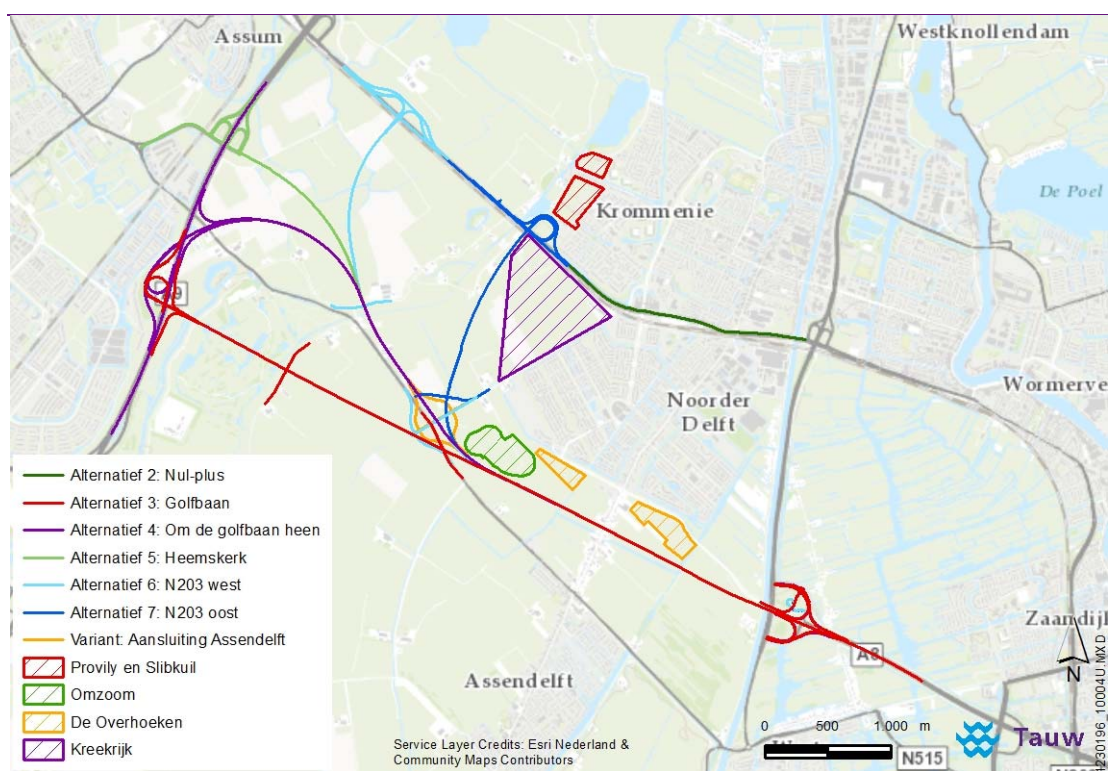 Assum
Westknollendam
De Poel
Krommenie
A9
Wormerve
Noorder
Delft
Alternatief 2: Nul-plus
Alternatief 3: Golfbaan
Alternatief 4: Om de golfbaan heen
Alternatief 5: Heemskerk
Alternatief 6: N203 west
Alternatief 7: N203 oost
Variant: Aansluiting Assendelft
Provily en Slibkuil
Omzoom
De Overhoeken
Kreekrijk
Assendelft
Zaandijk
A8
N
0 500 1.000 m
Tauw
N515
Service Layer Credits: Esri Nederland &
Community Maps Contributors